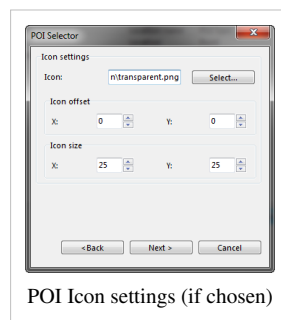 POI Selector
Icon settings
Icon: n\transparent.png Select...
Icon offset
X: 0 Y: 0
Icon size
X: 25 Y: 25
<Back Next > Cancel
POI Icon settings (if chosen)